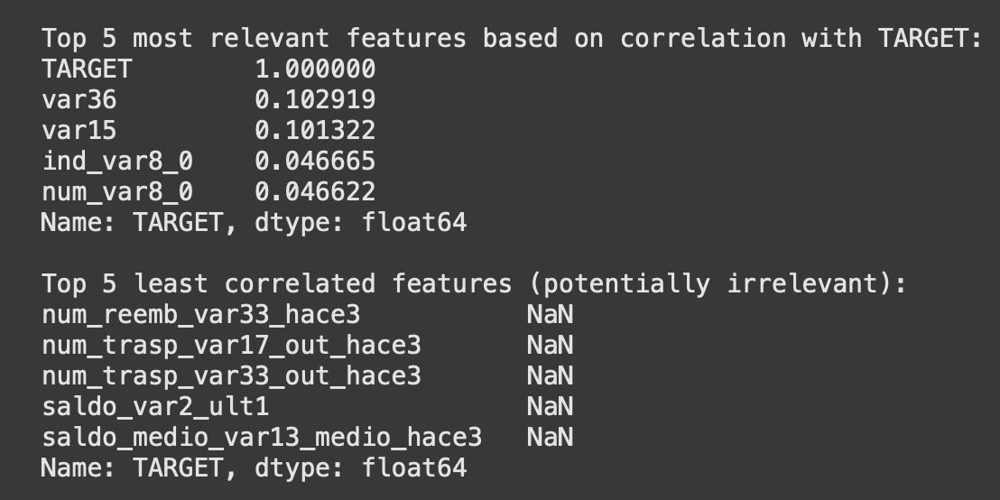 Top 5 most relevant features based on correlation with TARGET:
TARGET 1.000000
var36 0.102919
var15 0.101322
ind_var8_0 0.046665
num_var8_0 0.046622
Name: TARGET, dtype: float64
Top 5 least correlated features (potentially irrelevant):
num_reemb_var33_hace3 NaN
num_trasp_var17_out_hace3 NaN
num_trasp_var33_out_hace3 NaN
saldo_var2_ult1 NaN
saldo_medio_var13_medio_hace3 NaN
Name: TARGET, dtype: float64